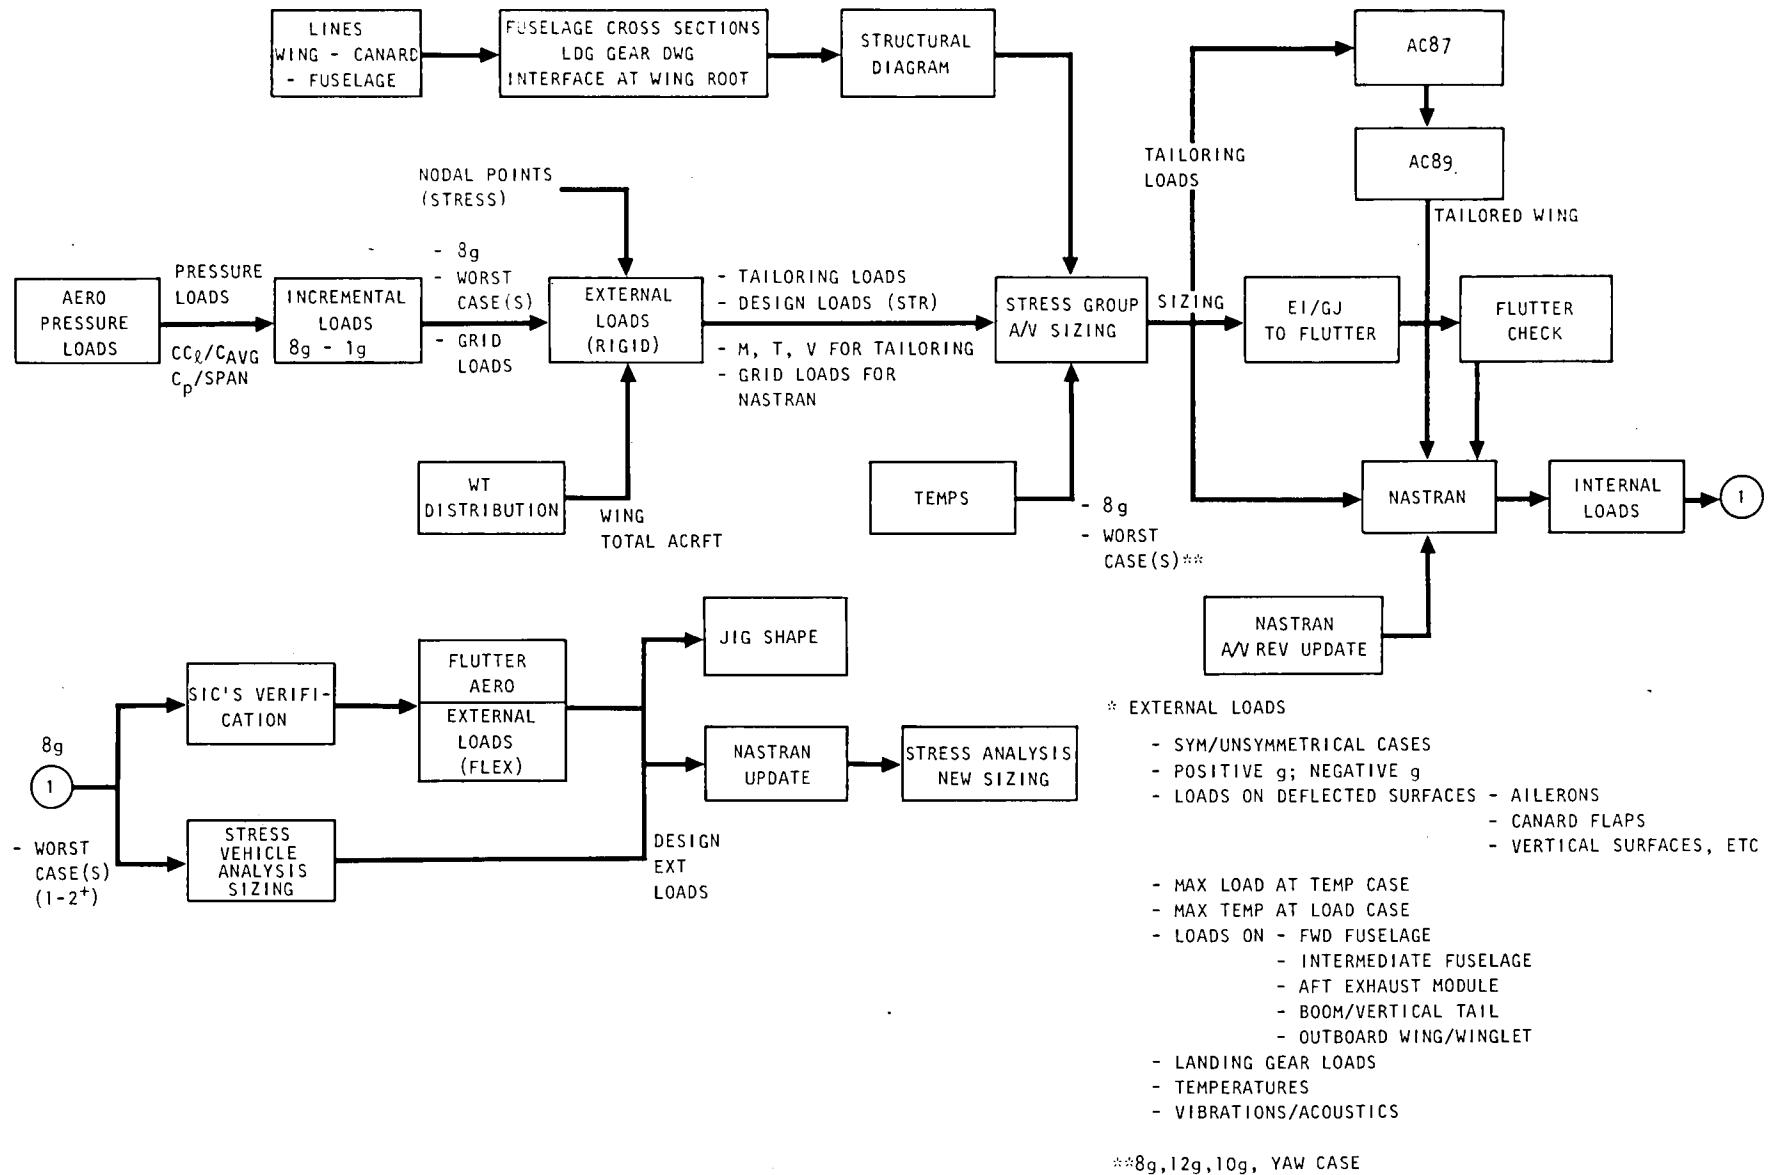 LINES
WING - CANARD
- FUSELAGE
FUSELAGE CROSS SECTIONS
LDG GEAR DWG
INTERFACE AT WING ROOT
STRUCTURAL
DIAGRAM
AC87
AC89
TAILORING
LOADS
TAILORED WING
NODAL POINTS
(STRESS)
AERO
PRESSURE
LOADS
PRESSURE
LOADS
CCℓ/CAVG
Cp/SPAN
INCREMENTAL
LOADS
8g - 1g
- 8g
- WORST
CASE(S)
- GRID
LOADS
EXTERNAL
LOADS
(RIGID)
- TAILORING LOADS
- DESIGN LOADS (STR)
- M, T, V FOR TAILORING
- GRID LOADS FOR
NASTRAN
STRESS GROUP
A/V SIZING
SIZING
EI/GJ
TO FLUTTER
FLUTTER
CHECK
WT
DISTRIBUTION
WING
TOTAL ACRFT
TEMPS
- 8g
- WORST
CASE(S)**
NASTRAN
INTERNAL
LOADS
1
NASTRAN
A/V REV UPDATE
8g
1
- WORST
CASE(S)
(1-2+)
SIC'S VERIFI-
CATION
STRESS
VEHICLE
ANALYSIS
SIZING
FLUTTER
AERO
EXTERNAL
LOADS
(FLEX)
JIG SHAPE
NASTRAN
UPDATE
STRESS ANALYSIS
NEW SIZING
DESIGN
EXT
LOADS
* EXTERNAL LOADS
- SYM/UNSYMMETRICAL CASES
- POSITIVE g; NEGATIVE g
- LOADS ON DEFLECTED SURFACES - AILERONS
- CANARD FLAPS
- VERTICAL SURFACES, ETC
- MAX LOAD AT TEMP CASE
- MAX TEMP AT LOAD CASE
- LOADS ON - FWD FUSELAGE
- INTERMEDIATE FUSELAGE
- AFT EXHAUST MODULE
- BOOM/VERTICAL TAIL
- OUTBOARD WING/WINGLET
- LANDING GEAR LOADS
- TEMPERATURES
- VIBRATIONS/ACOUSTICS
**8g,12g,10g, YAW CASE